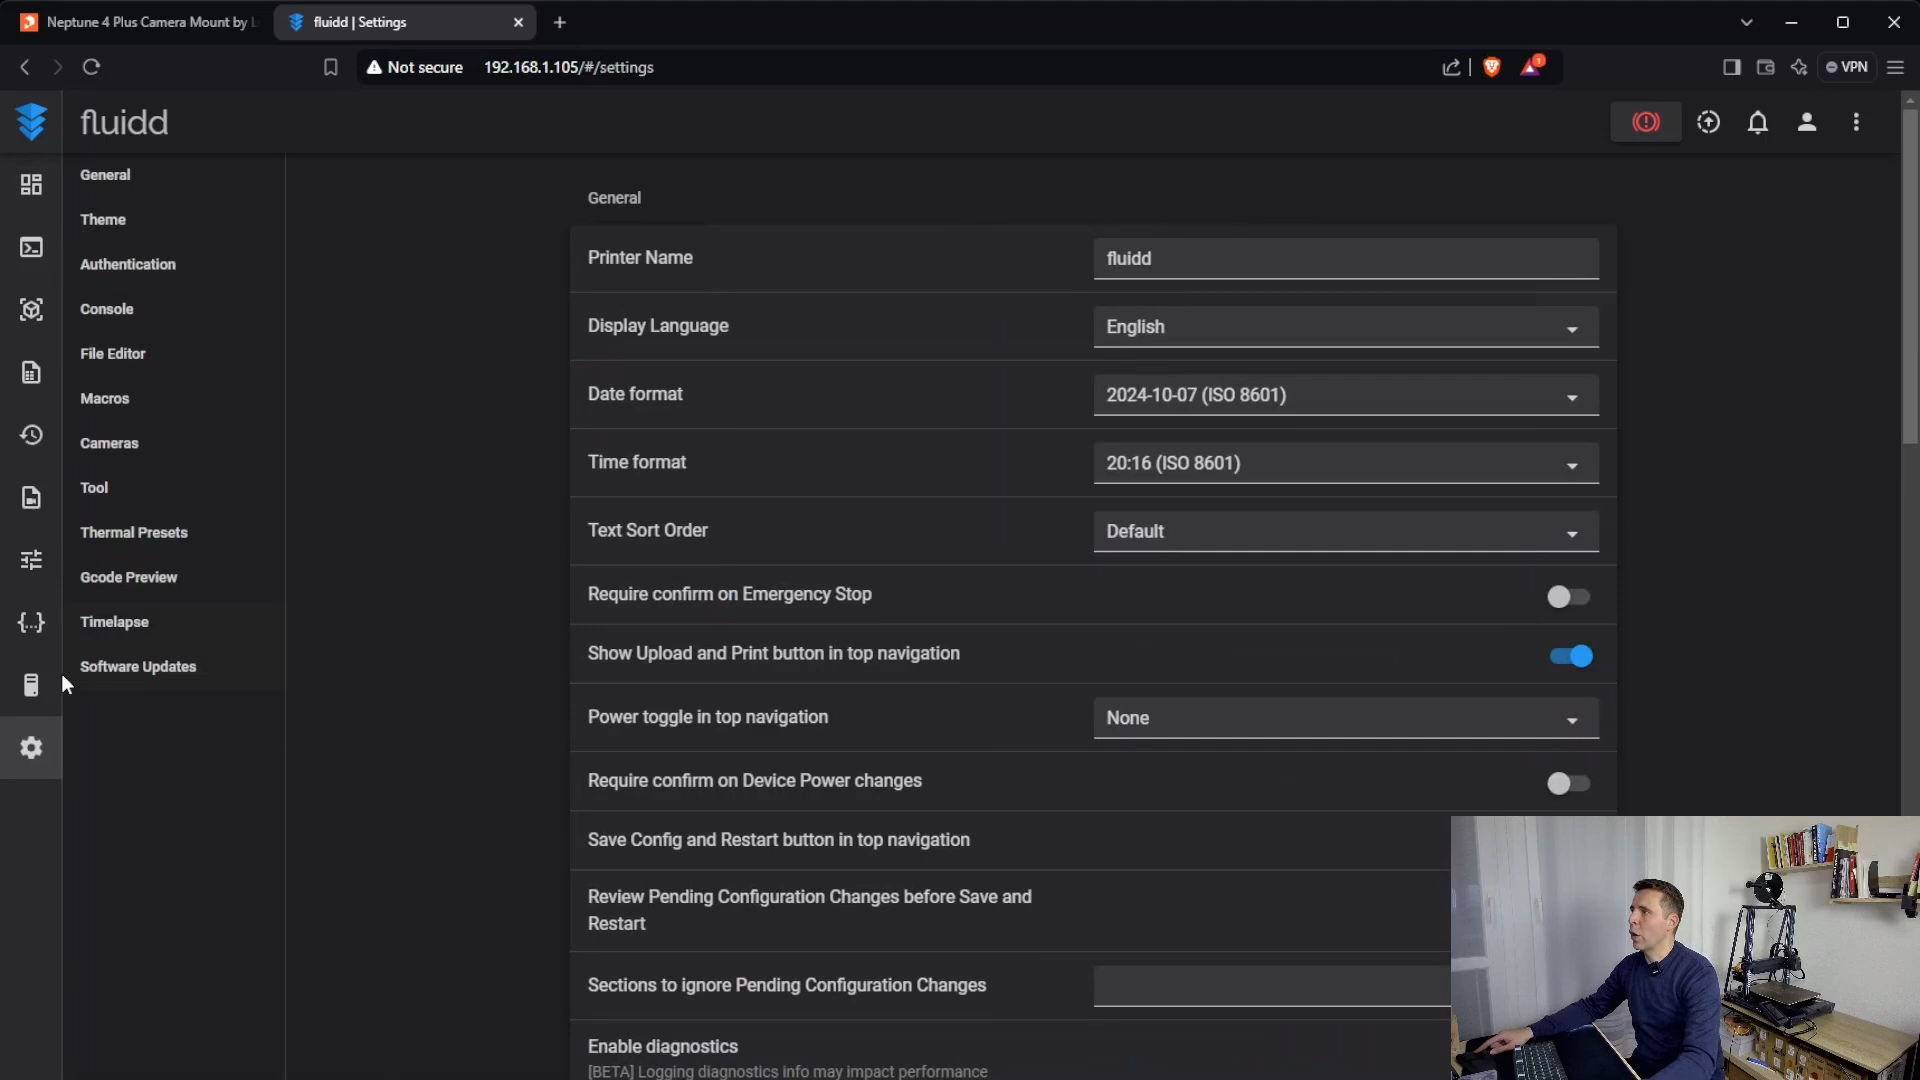 Neptune 4 Plus Camera Mount by
fluidd | Settings
Not secure
192.168.1.105/#/settings
1
VPN
fluidd
General
Theme
Authentication
Console
File Editor
Macros
Cameras
Tool
Thermal Presets
Gcode Preview
Timelapse
Software Updates
General
Printer Name
fluidd
Display Language
English
Date format
2024-10-07 (ISO 8601)
Time format
20:16 (ISO 8601)
Text Sort Order
Default
Require confirm on Emergency Stop
Show Upload and Print button in top navigation
Power toggle in top navigation
None
Require confirm on Device Power changes
Save Config and Restart button in top navigation
Review Pending Configuration Changes before Save and
Restart
Sections to ignore Pending Configuration Changes
Enable diagnostics
[BETA] Logging diagnostics info may impact performance